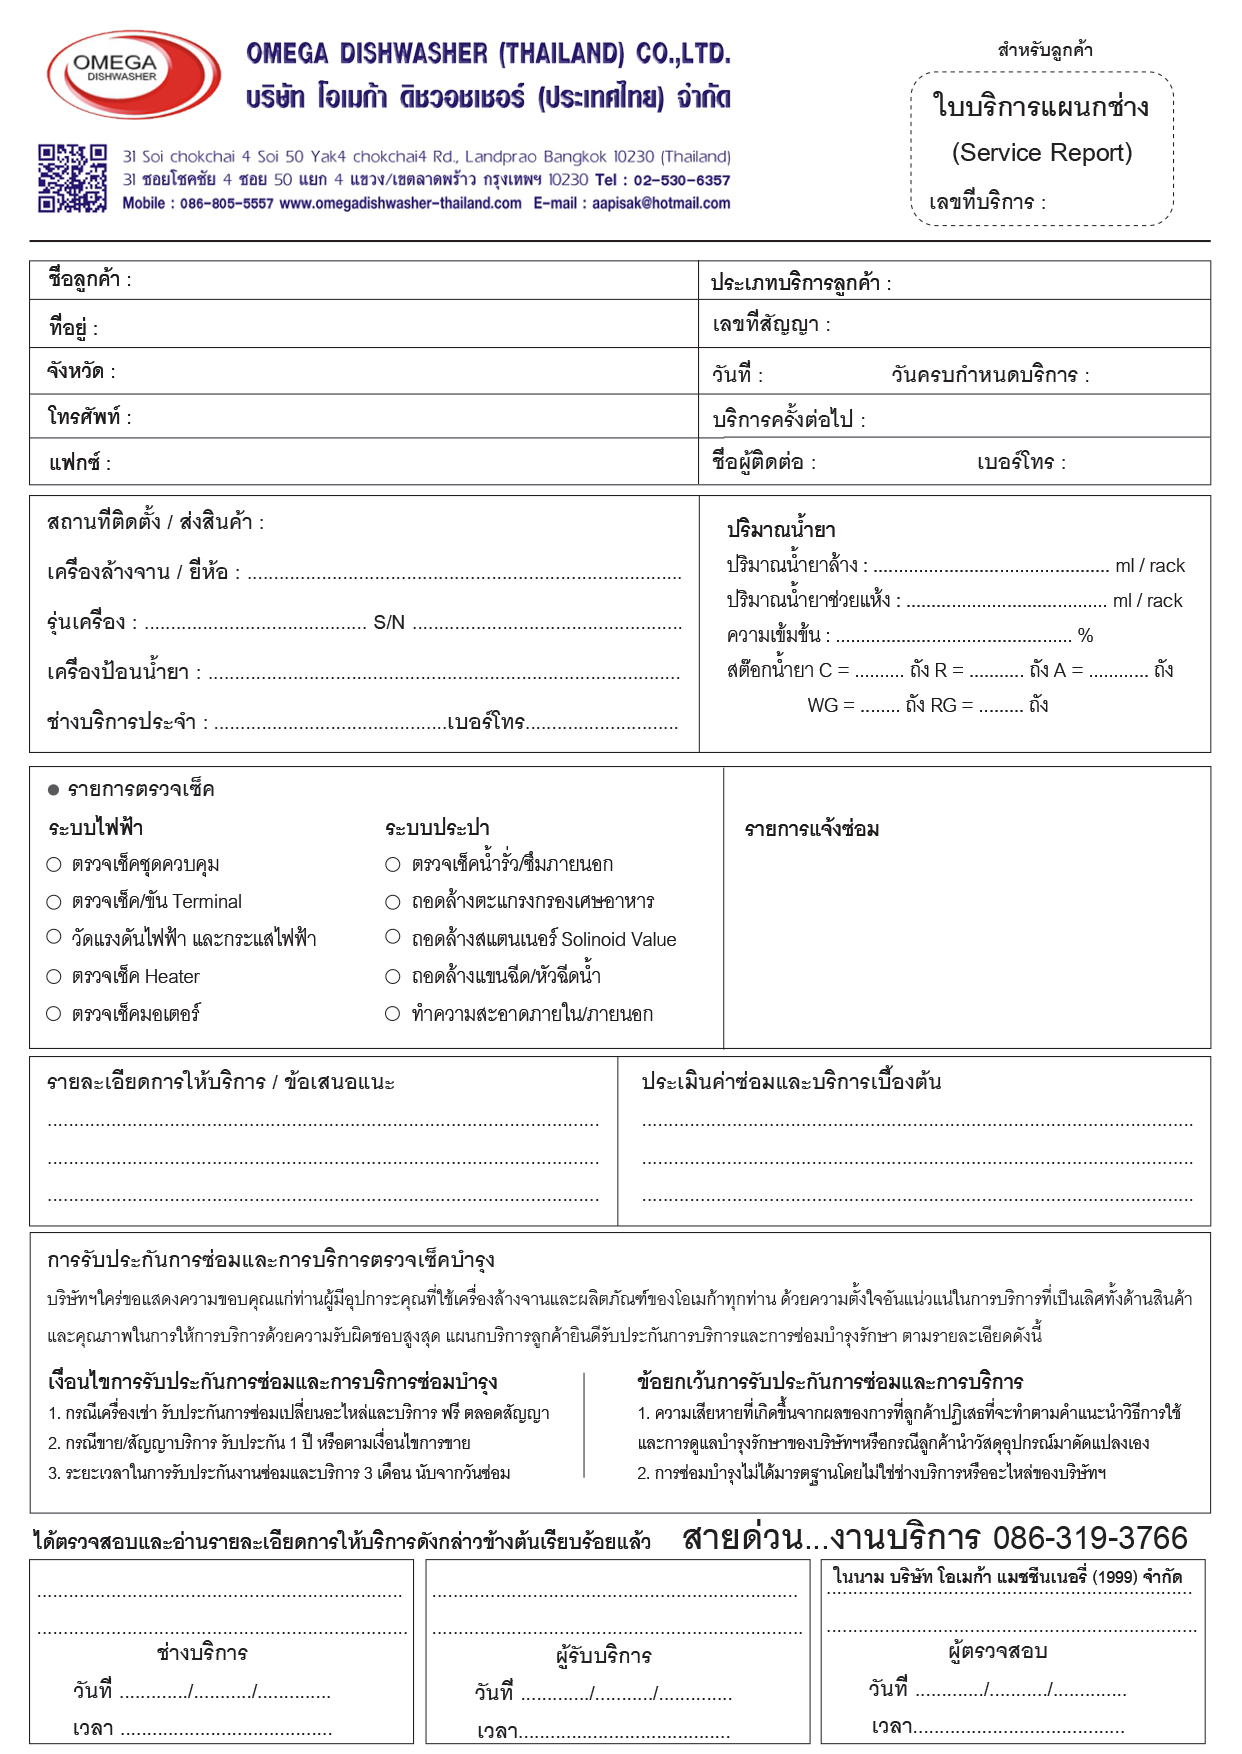 OMEGA
DISHWASHER
OMEGA DISHWASHER (THAILAND) CO.,LTD.
บริษัท โอเมก้า ดิชวอชเชอร์ (ประเทศไทย) จำกัด
31 Soi chokchai 4 Soi 50 Yak4 chokchai4 Rd., Landprao Bangkok 10230 (Thailand)
31 ซอยโชคชัย 4 ซอย 50 แยก 4 แขวง/เขตลาดพร้าว กรุงเทพฯ 10230 Tel : 02-530-6357
Mobile : 086-805-5557 www.omegadishwasher-thailand.com E-mail : aapisak@hotmail.com
สำหรับลูกค้า
ใบบริการแผนกช่าง
(Service Report)
เลขที่บริการ :
ชื่อลูกค้า :
ที่อยู่ :
จังหวัด :
โทรศัพท์ :
แฟกซ์ :
ประเภทบริการลูกค้า :
เลขที่สัญญา :
วันที่ : วันครบกำหนดบริการ :
บริการครั้งต่อไป :
ชื่อผู้ติดต่อ : เบอร์โทร :
สถานที่ติดตั้ง / ส่งสินค้า :
เครื่องล้างจาน / ยี่ห้อ : ..................................................................................
รุ่นเครื่อง : .......................................... S/N ...................................................
เครื่องป้อนน้ำยา : .........................................................................................
ช่างบริการประจำ : ............................................เบอร์โทร.............................
ปริมาณน้ำยา
ปริมาณน้ำยาล้าง : ............................................... ml / rack
ปริมาณน้ำยาช่วยแห้ง : ........................................ ml / rack
ความเข้มข้น : ............................................... %
สต๊อกน้ำยา C = .......... ถัง R = ........... ถัง A = ............ ถัง
WG = ........ ถัง RG = ......... ถัง
● รายการตรวจเช็ค
ระบบไฟฟ้า
○ ตรวจเช็คชุดควบคุม
○ ตรวจเช็ค/ขัน Terminal
○ วัดแรงดันไฟฟ้า และกระแสไฟฟ้า
○ ตรวจเช็ค Heater
○ ตรวจเช็คมอเตอร์
ระบบประปา
○ ตรวจเช็คน้ำรั่ว/ซึมภายนอก
○ ถอดล้างตะแกรงกรองเศษอาหาร
○ ถอดล้างสแตนเนอร์ Solinoid Value
○ ถอดล้างแขนฉีด/หัวฉีดน้ำ
○ ทำความสะอาดภายใน/ภายนอก
รายการแจ้งซ่อม
รายละเอียดการให้บริการ / ข้อเสนอแนะ
........................................................................................................
........................................................................................................
........................................................................................................
ประเมินค่าซ่อมและบริการเบื้องต้น
........................................................................................................
........................................................................................................
........................................................................................................
การรับประกันการซ่อมและการบริการตรวจเช็คบำรุง
บริษัทฯใคร่ขอแสดงความขอบคุณแก่ท่านผู้มีอุปการะคุณที่ใช้เครื่องล้างจานและผลิตภัณฑ์ของโอเมก้าทุกท่าน ด้วยความตั้งใจอันแน่วแน่ในการบริการที่เป็นเลิศทั้งด้านสินค้า
และคุณภาพในการให้การบริการด้วยความรับผิดชอบสูงสุด แผนกบริการลูกค้ายินดีรับประกันการบริการและการซ่อมบำรุงรักษา ตามรายละเอียดดังนี้
เงื่อนไขการรับประกันการซ่อมและการบริการซ่อมบำรุง
1. กรณีเครื่องเช่า รับประกันการซ่อมเปลี่ยนอะไหล่และบริการ ฟรี ตลอดสัญญา
2. กรณีขาย/สัญญาบริการ รับประกัน 1 ปี หรือตามเงื่อนไขการขาย
3. ระยะเวลาในการรับประกันงานซ่อมและบริการ 3 เดือน นับจากวันซ่อม
ข้อยกเว้นการรับประกันการซ่อมและการบริการ
1. ความเสียหายที่เกิดขึ้นจากผลของการที่ลูกค้าปฏิเสธที่จะทำตามคำแนะนำวิธีการใช้
และการดูแลบำรุงรักษาของบริษัทฯหรือกรณีลูกค้านำวัสดุอุปกรณ์มาดัดแปลงเอง
2. การซ่อมบำรุงไม่ได้มารตฐานโดยไม่ใช่ช่างบริการหรืออะไหล่ของบริษัทฯ
ได้ตรวจสอบและอ่านรายละเอียดการให้บริการดังกล่าวข้างต้นเรียบร้อยแล้ว สายด่วน...งานบริการ 086-319-3766
.....................................................................
......................................................................
ช่างบริการ
วันที่ ............./.........../..............
เวลา ........................................
.....................................................................
......................................................................
ผู้รับบริการ
วันที่ ............./.........../..............
เวลา........................................
ในนาม บริษัท โอเมก้า แมชชีนเนอรี่ (1999) จำกัด
.....................................................................
......................................................................
ผู้ตรวจสอบ
วันที่ ............./.........../..............
เวลา........................................